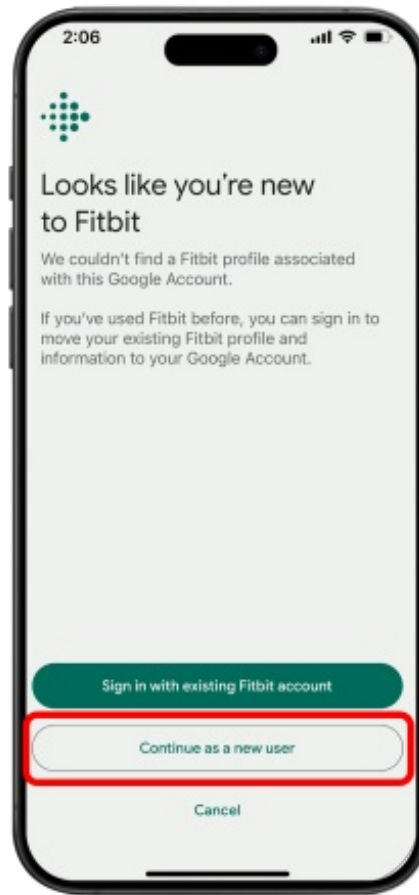 2:06
Looks like you're new
to Fitbit
We couldn't find a Fitbit profile associated
with this Google Account.
If you've used Fitbit before, you can sign in to
move your existing Fitbit profile and
information to your Google Account.
Sign in with existing Fitbit account
Continue as a new user
Cancel